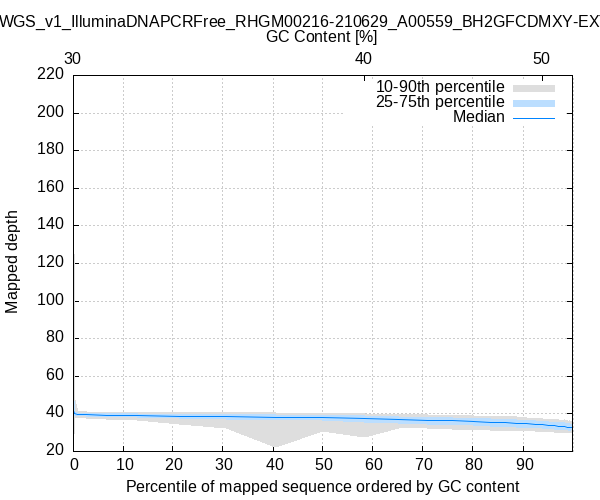 WGS_v1_IlluminaDNAPCRFree_RHGM00216-210629_A00559_BH2GFCDMXY-EX
GC Content [%]
30 40 50
220
200
180
160
140
120
100
80
60
40
20
10-90th percentile
25-75th percentile
Median
Mapped depth
0 10 20 30 40 50 60 70 80 90
Percentile of mapped sequence ordered by GC content